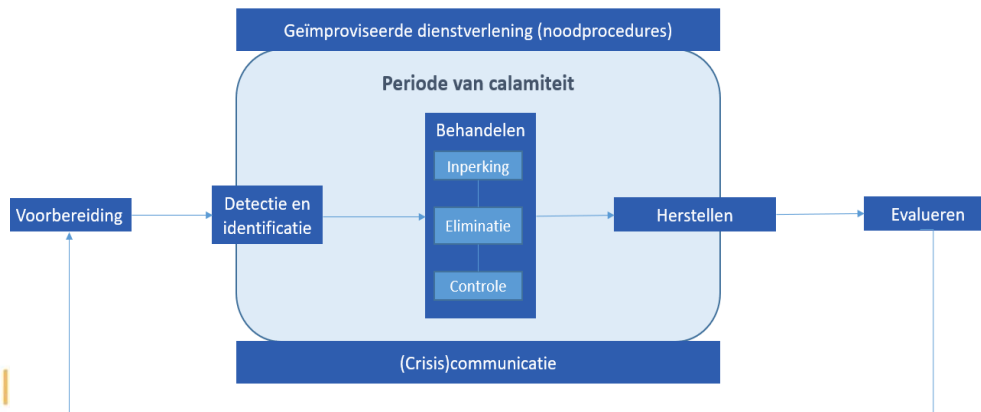 Geïmproviseerde dienstverlening (noodprocedures)
Periode van calamiteit
Behandelen
Inperking
Voorbereiding
Detectie en
identificatie
Eliminatie
Herstellen
Evalueren
Controle
(Crisis)communicatie